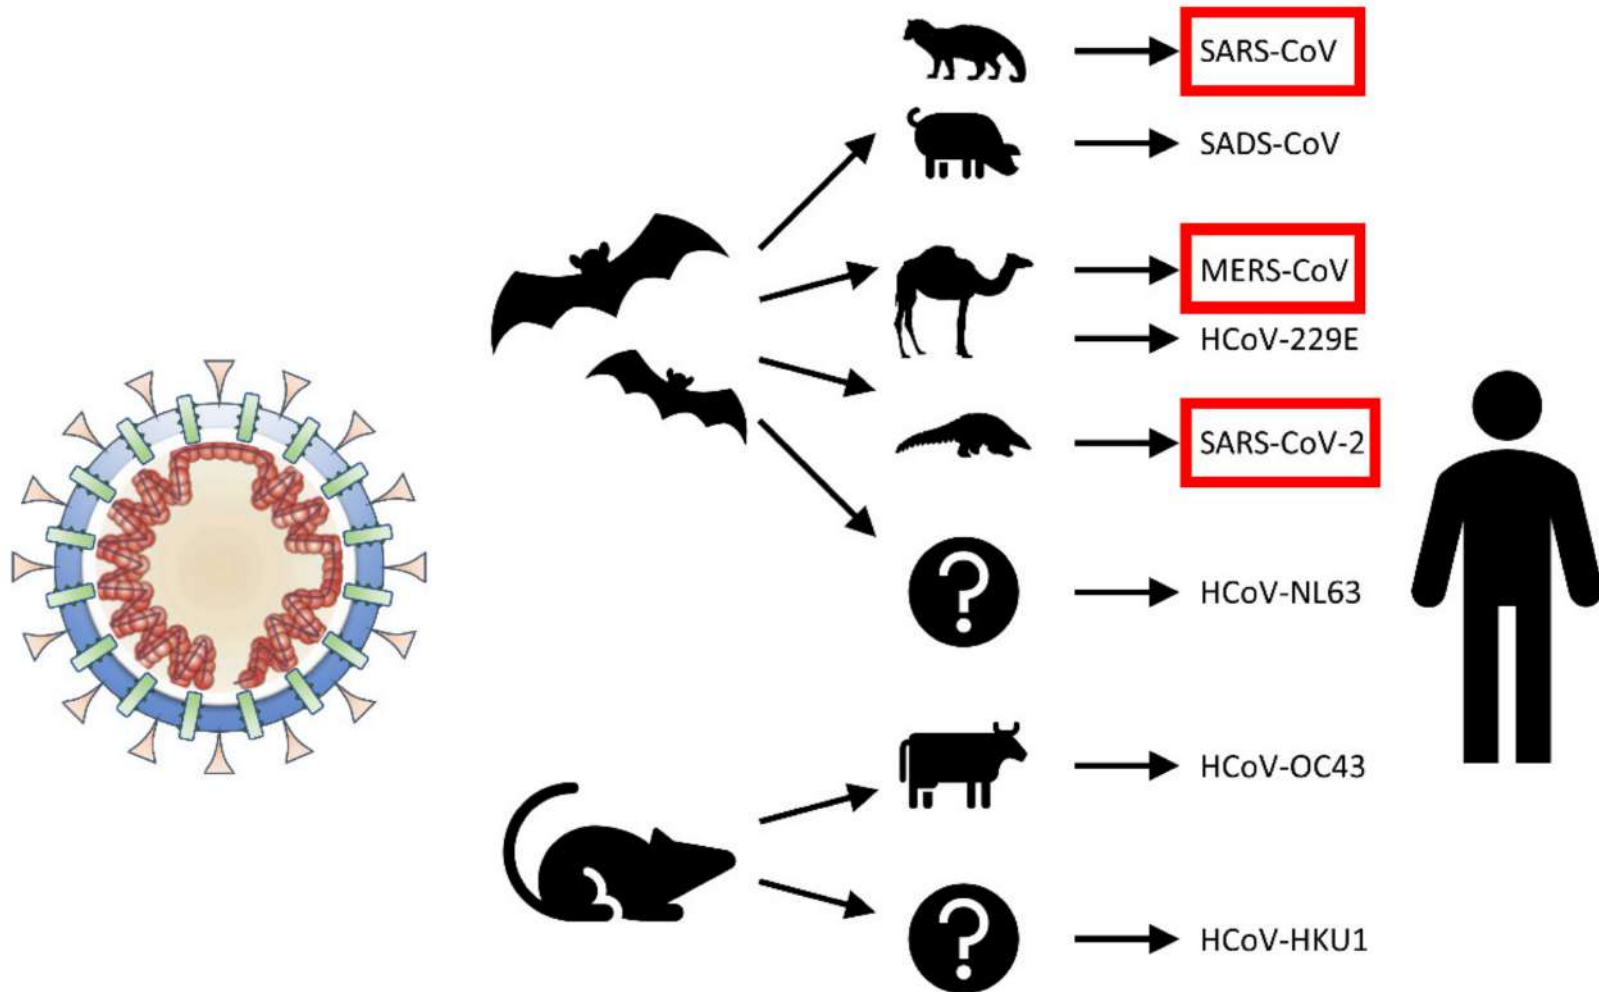 SARS-CoV
SADS-CoV
MERS-CoV
HCoV-229E
SARS-CoV-2
?
HCoV-NL63
HCoV-OC43
?
HCoV-HKU1